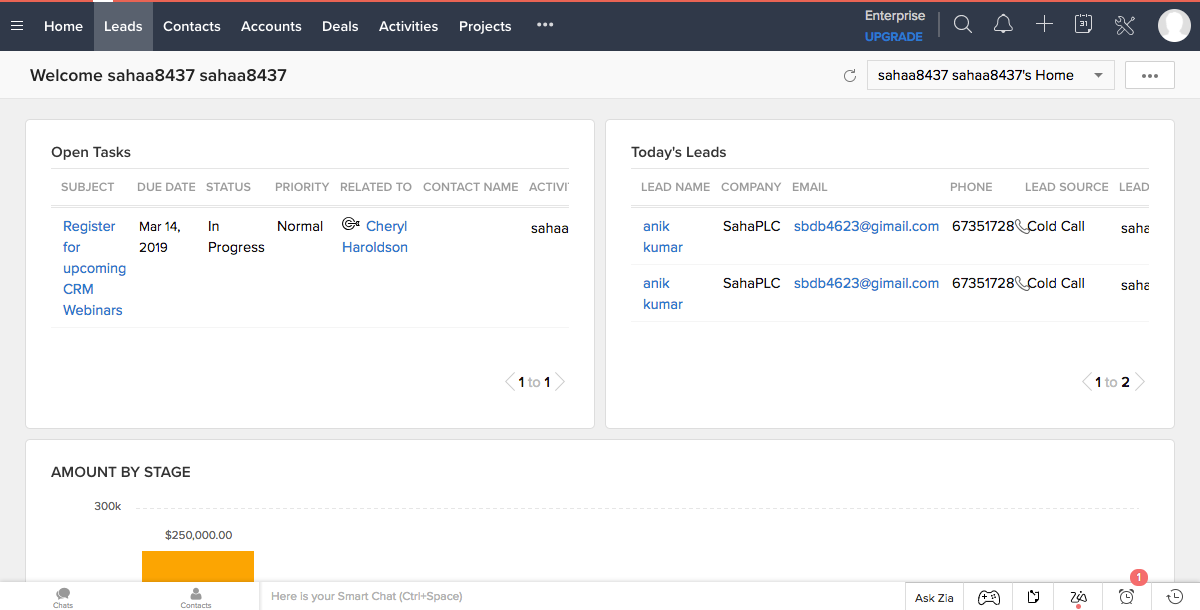 Home Leads Contacts Accounts Deals Activities Projects •••
Enterprise
UPGRADE
31
Welcome sahaa8437 sahaa8437
sahaa8437 sahaa8437's Home
Open Tasks
SUBJECT DUE DATE STATUS PRIORITY RELATED TO CONTACT NAME ACTIVI
Register Mar 14, In Normal Cheryl sahaa
for 2019 Progress Haroldson
upcoming
CRM
Webinars
1 to 1
Today's Leads
LEAD NAME COMPANY EMAIL PHONE LEAD SOURCE LEAD
anik SahaPLC sbdb4623@gimail.com 67351728 Cold Call saha
kumar
anik SahaPLC sbdb4623@gimail.com 67351728 Cold Call saha
kumar
1 to 2
AMOUNT BY STAGE
300k
$250,000.00
Chats
Contacts
Here is your Smart Chat (Ctrl+Space)
Ask Zia
1